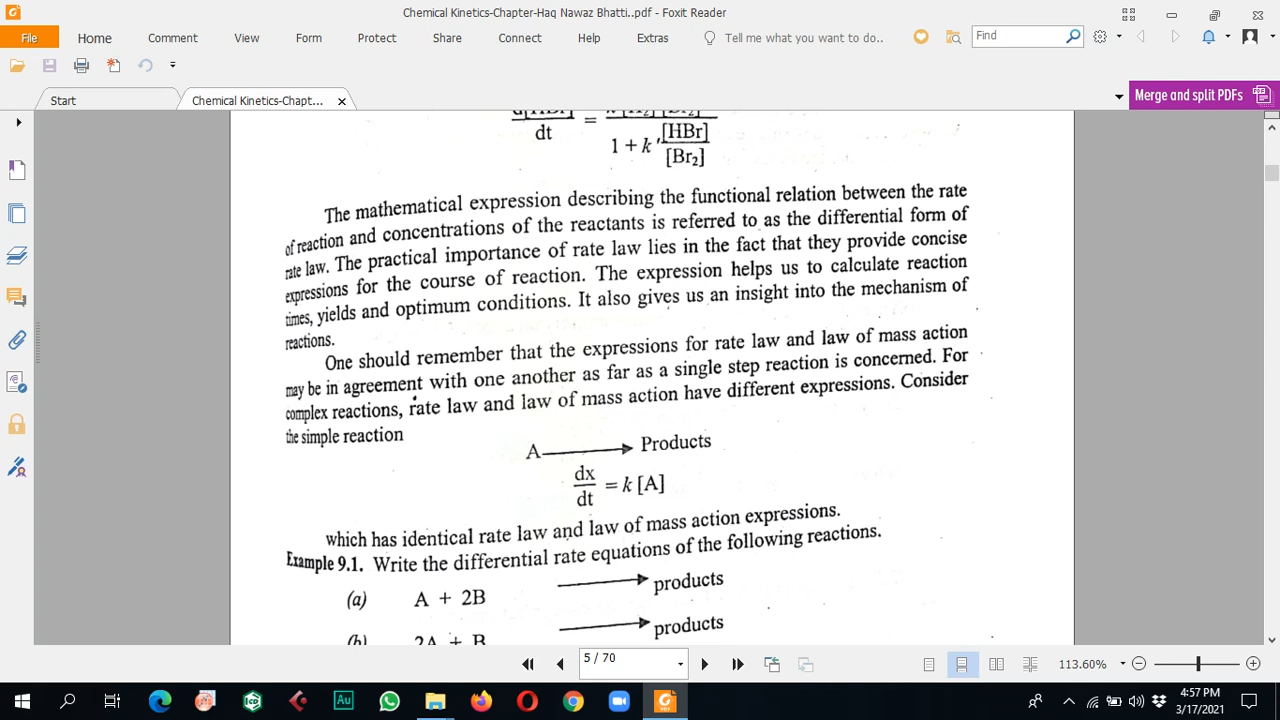 Chemical Kinetics-Chapter-Haq Nawaz Bhatti..pdf - Foxit Reader
File Home Comment View Form Protect Share Connect Help Extras Tell me what you want to do.. Find
Start Chemical Kinetics-Chapt... Merge and split PDFs
d[HBr]
dt
=
1 + k′ [HBr]
[Br₂]
The mathematical expression describing the functional relation between the rate
of reaction and concentrations of the reactants is referred to as the differential form of
rate law. The practical importance of rate law lies in the fact that they provide concise
expressions for the course of reaction. The expression helps us to calculate reaction
times, yields and optimum conditions. It also gives us an insight into the mechanism of
reactions.
One should remember that the expressions for rate law and law of mass action
may be in agreement with one another as far as a single step reaction is concerned. For
complex reactions, rate law and law of mass action have different expressions. Consider
the simple reaction
A ⟶ Products
dx
dt
= k [A]
which has identical rate law and law of mass action expressions.
Example 9.1. Write the differential rate equations of the following reactions.
(a) A + 2B ⟶ products
(b) 2A + B ⟶ products
5 / 70 113.60%
Au
4:57 PM
3/17/2021